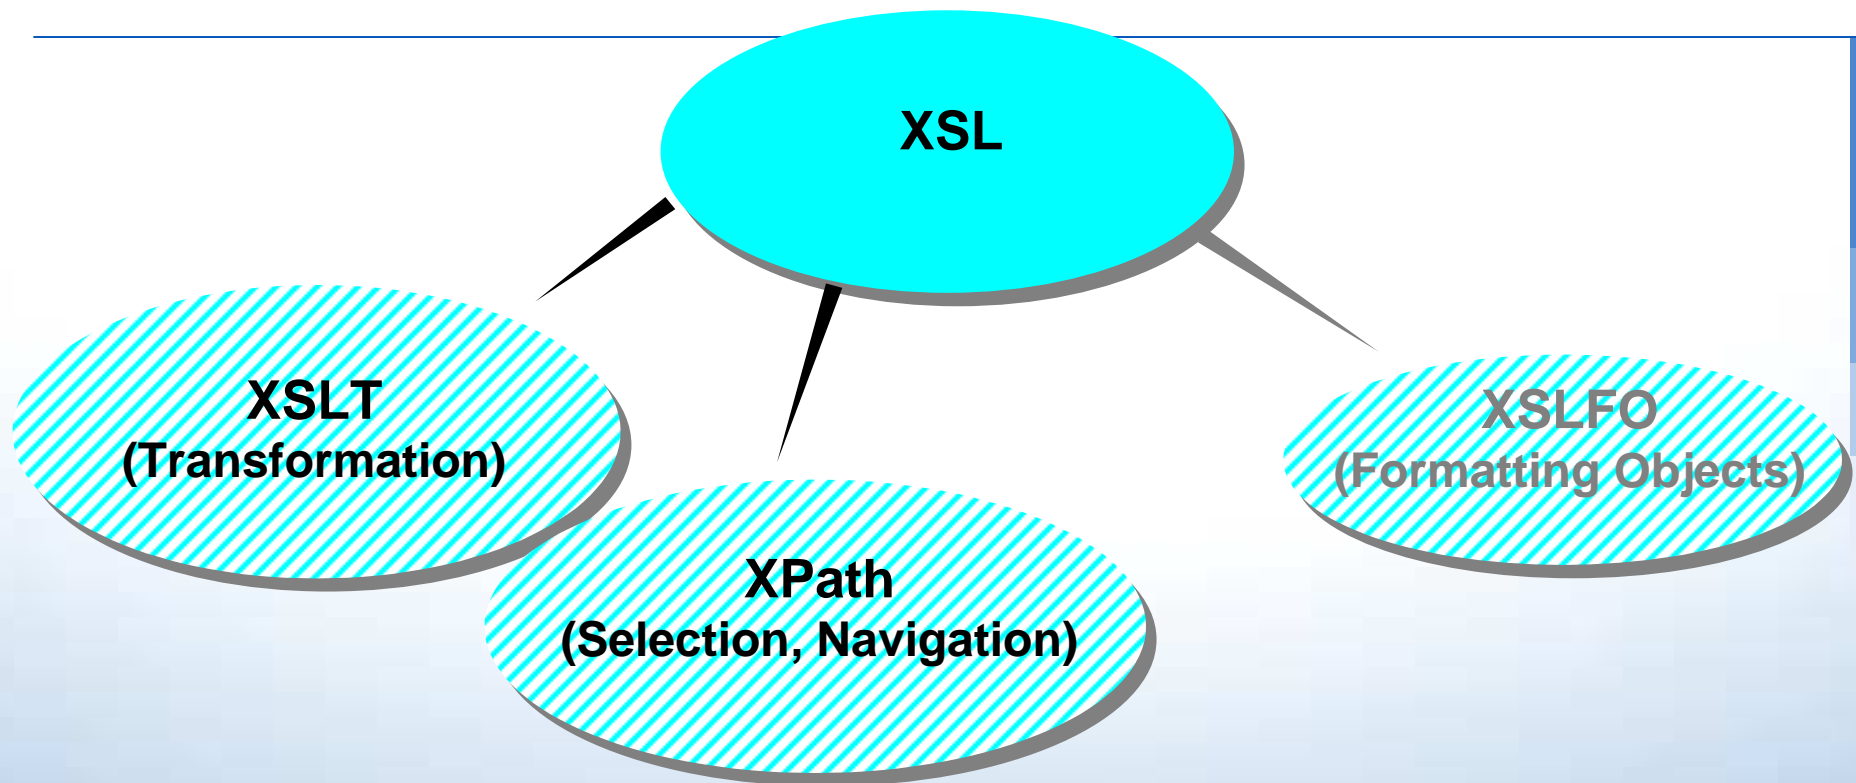 XSL
XSLT
(Transformation)
XPath
(Selection, Navigation)
XSLFO
(Formatting Objects)